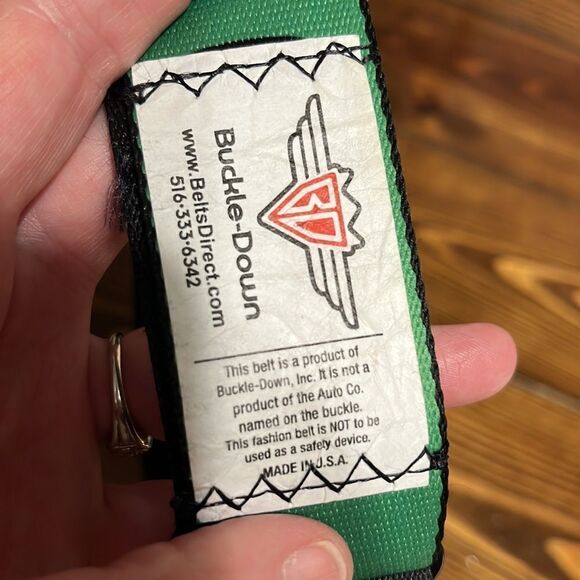 BD
Buckle-Down
www.BeltsDirect.com
516·333·6342
This belt is a product of
Buckle-Down, Inc. It is not a
product of the Auto Co.
named on the buckle.
This fashion belt is NOT to be
used as a safety device.
MADE IN U.S.A.